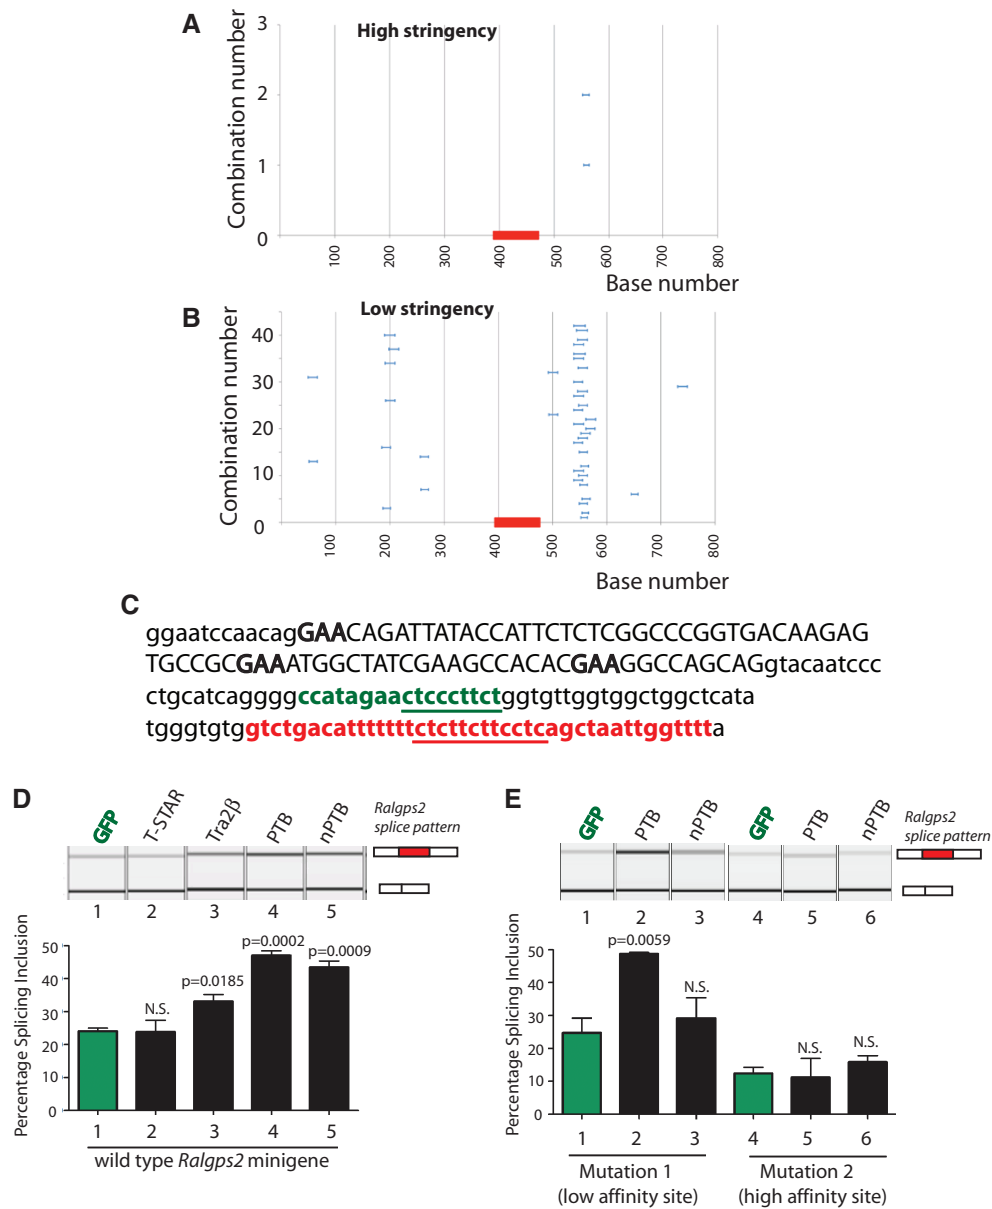 A
High stringency
Combination number
3
2
1
0
100
200
300
400
500
600
700
800
Base number
B
Low stringency
Combination number
40
30
20
10
0
100
200
300
400
500
600
700
800
Base number
C
ggaatccaacagGAACAGATTATACCATTCTCTCGGCCCGGTGACAAGAG
TGCCGCGAAATGGCTATCGAAGCCACACGAAGGCCAGCAGgtacaatccc
ctgcatcaggggccatagaactcccttctggtgttggtggctggctcata
tgggtgtggtctgacatttttttctcttcttcctcagctaattggtttta
D
GFP
T-STAR
Tra2β
PTB
nPTB
Ralgps2
splice pattern
1 2 3 4 5
Percentage Splicing Inclusion
50
40
30
20
10
0
N.S.
p=0.0185
p=0.0002
p=0.0009
1 2 3 4 5
wild type Ralgps2 minigene
E
GFP
PTB
nPTB
GFP
PTB
nPTB
Ralgps2
splice pattern
1 2 3 4 5 6
Percentage Splicing Inclusion
50
40
30
20
10
0
p=0.0059
N.S.
N.S.
N.S.
1 2 3 4 5 6
Mutation 1
(low affinity site)
Mutation 2
(high affinity site)